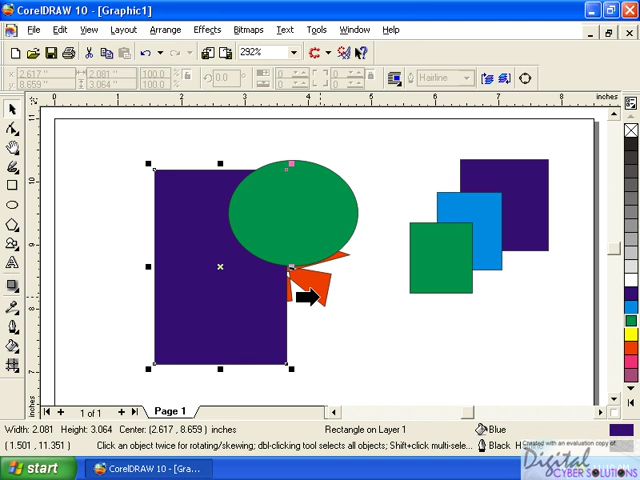 CorelDRAW 10 - [Graphic1]
File Edit View Layout Arrange Effects Bitmaps Text Tools Window Help
292%
x: 2.617 " 2.081 " 100.0 0.0 Hairline
y: 8.659 " 3.064 " 100.0
0 1 2 3 4 5 6 7 8 inches
11
10
9
8
7
1 of 1 Page 1
Width: 2.081 Height: 3.064 Center: (2.617 , 8.659 ) inches Rectangle on Layer 1 Blue
( 1.501 , 11.351 ) Click an object twice for rotating/skewing; dbl-clicking tool selects all objects; Shift+click multi-sele... Black
Created with an evaluation copy of
Digital
CYBER SOLUTIONS
start CorelDRAW 10 - [Gra...